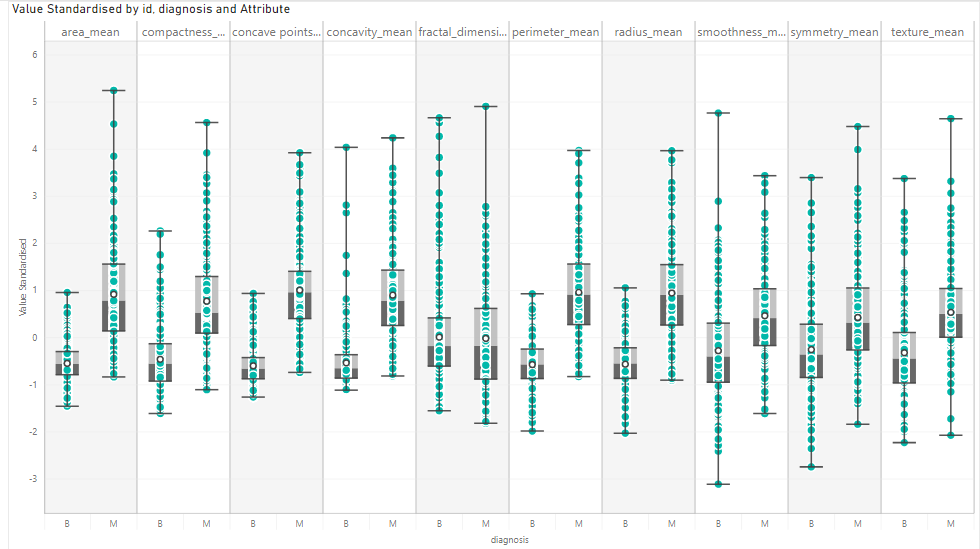 Value Standardised by id, diagnosis and Attribute
area_mean compactness_... concave points... concavity_mean fractal_dimensi... perimeter_mean radius_mean smoothness_m... symmetry_mean texture_mean
6
5
4
3
2
1
0
-1
-2
-3
Value Standardised
B M B M B M B M B M B M B M B M B M B M
diagnosis